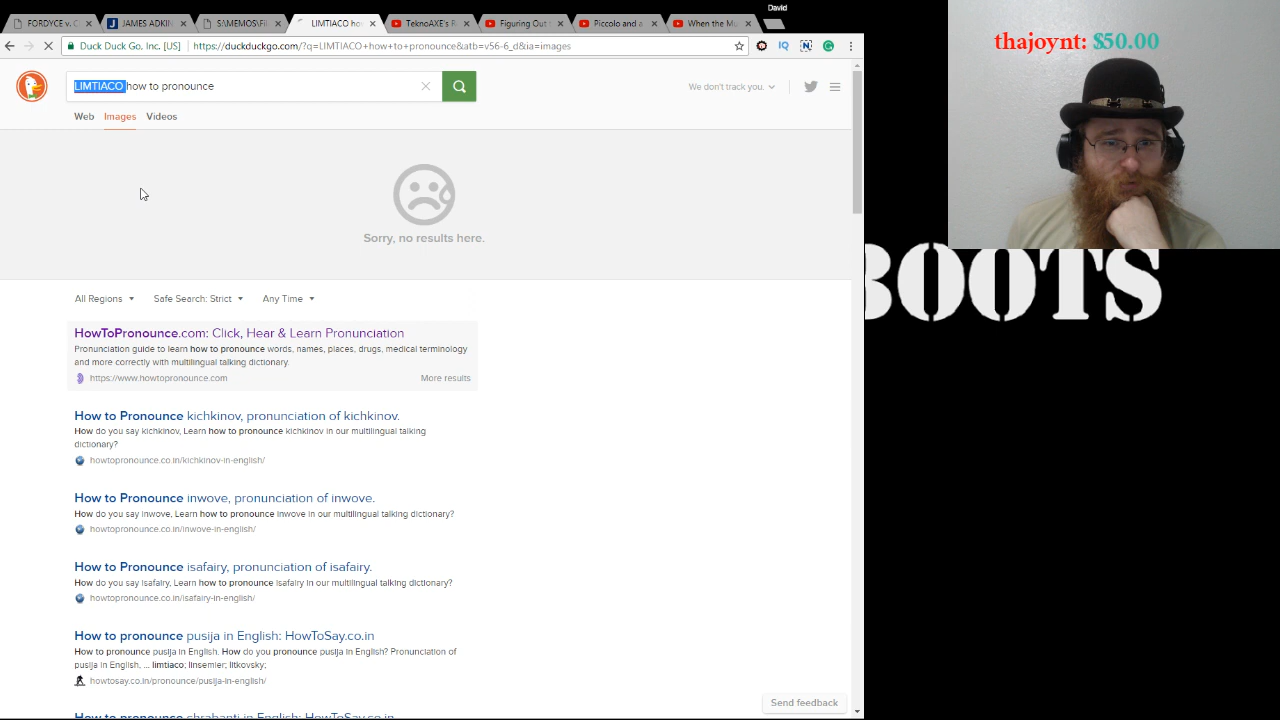 David
FORDYCE v. C
JAMES ADKIN
S:\MEMOS\Fil
LIMTIACO ho
TeknoAXE's B
Figuring Out
Piccolo and a
When the Mu
Duck Duck Go, Inc. [US]
https://duckduckgo.com/?q=LIMTIACO+how+to+pronounce&atb=v56-6_d&ia=images
thajoynt: $50.00
LIMTIACO how to pronounce
We don't track you.
Web Images Videos
Sorry, no results here.
BOOTS
All Regions Safe Search: Strict Any Time
HowToPronounce.com: Click, Hear & Learn Pronunciation
Pronunciation guide to learn how to pronounce words, names, places, drugs, medical terminology
and more correctly with multilingual talking dictionary.
https://www.howtopronounce.com More results
How to Pronounce kichkinov, pronunciation of kichkinov.
How do you say kichkinov, Learn how to pronounce kichkinov in our multilingual talking
dictionary?
howtopronounce.co.in/kichkinov-in-english/
How to Pronounce inwove, pronunciation of inwove.
How do you say inwove, Learn how to pronounce inwove in our multilingual talking dictionary?
howtopronounce.co.in/inwove-in-english/
How to Pronounce isafairy, pronunciation of isafairy.
How do you say isafairy, Learn how to pronounce isafairy in our multilingual talking dictionary?
howtopronounce.co.in/isafairy-in-english/
How to pronounce pusija in English: HowToSay.co.in
How to pronounce pusija in English. How do you pronounce pusija in English? Pronunciation of
pusija in English, ... limtiaco; linsemier; litkovsky;
howtosay.co.in/pronounce/pusija-in-english/
Send feedback
How to pronounce shrabanti in English: HowToSay.co.in